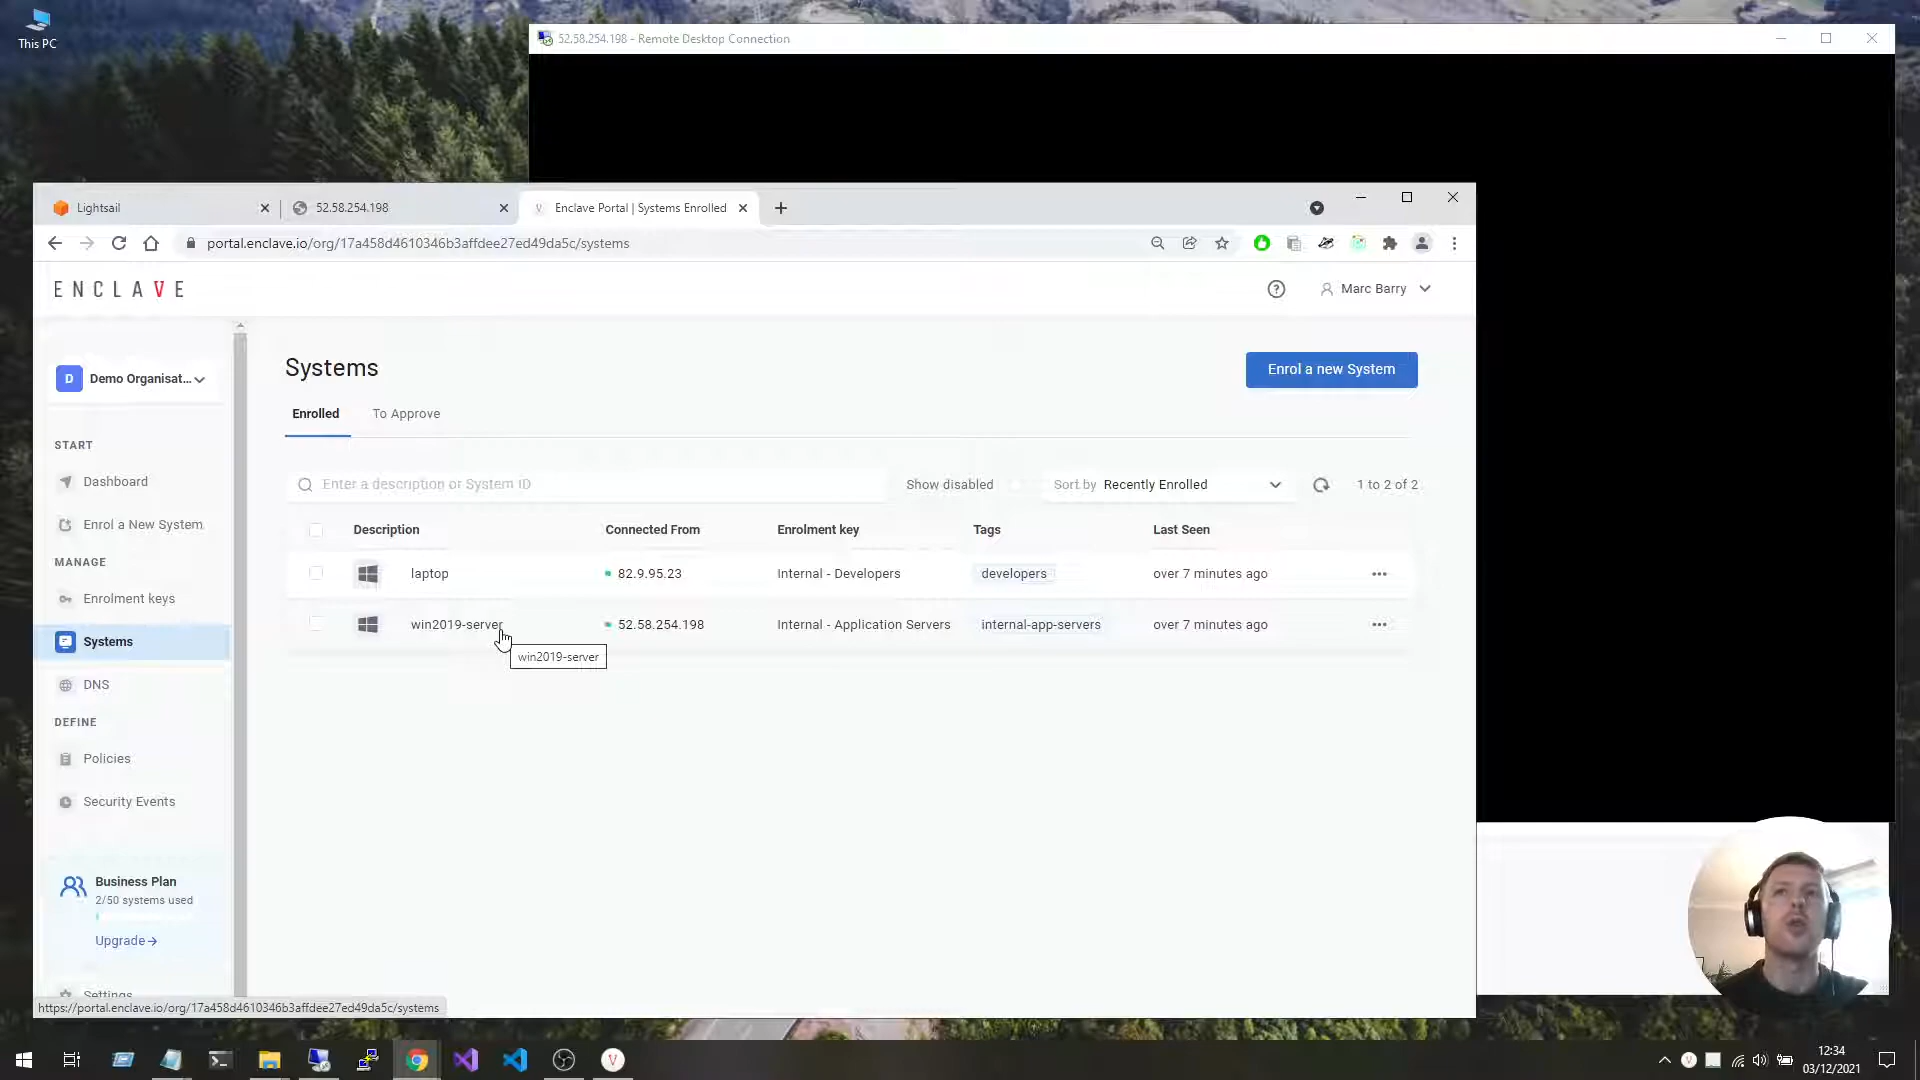 This PC
52.58.254.198 - Remote Desktop Connection
Lightsail
52.58.254.198
Enclave Portal | Systems Enrolled
portal.enclave.io/org/17a458d4610346b3affdee27ed49da5c/systems
ENCLAVE
Marc Barry
D
Demo Organisat...
START
Dashboard
Enrol a New System
MANAGE
Enrolment keys
Systems
DNS
DEFINE
Policies
Security Events
Business Plan
2/50 systems used
Upgrade
Settings
Systems
Enrol a new System
Enrolled
To Approve
Enter a description or System ID
Show disabled
Sort by Recently Enrolled
1 to 2 of 2
Description Connected From Enrolment key Tags Last Seen
laptop 82.9.95.23 Internal - Developers developers over 7 minutes ago
win2019-server 52.58.254.198 Internal - Application Servers internal-app-servers over 7 minutes ago
win2019-server
https://portal.enclave.io/org/17a458d4610346b3affdee27ed49da5c/systems
12:34
03/12/2021